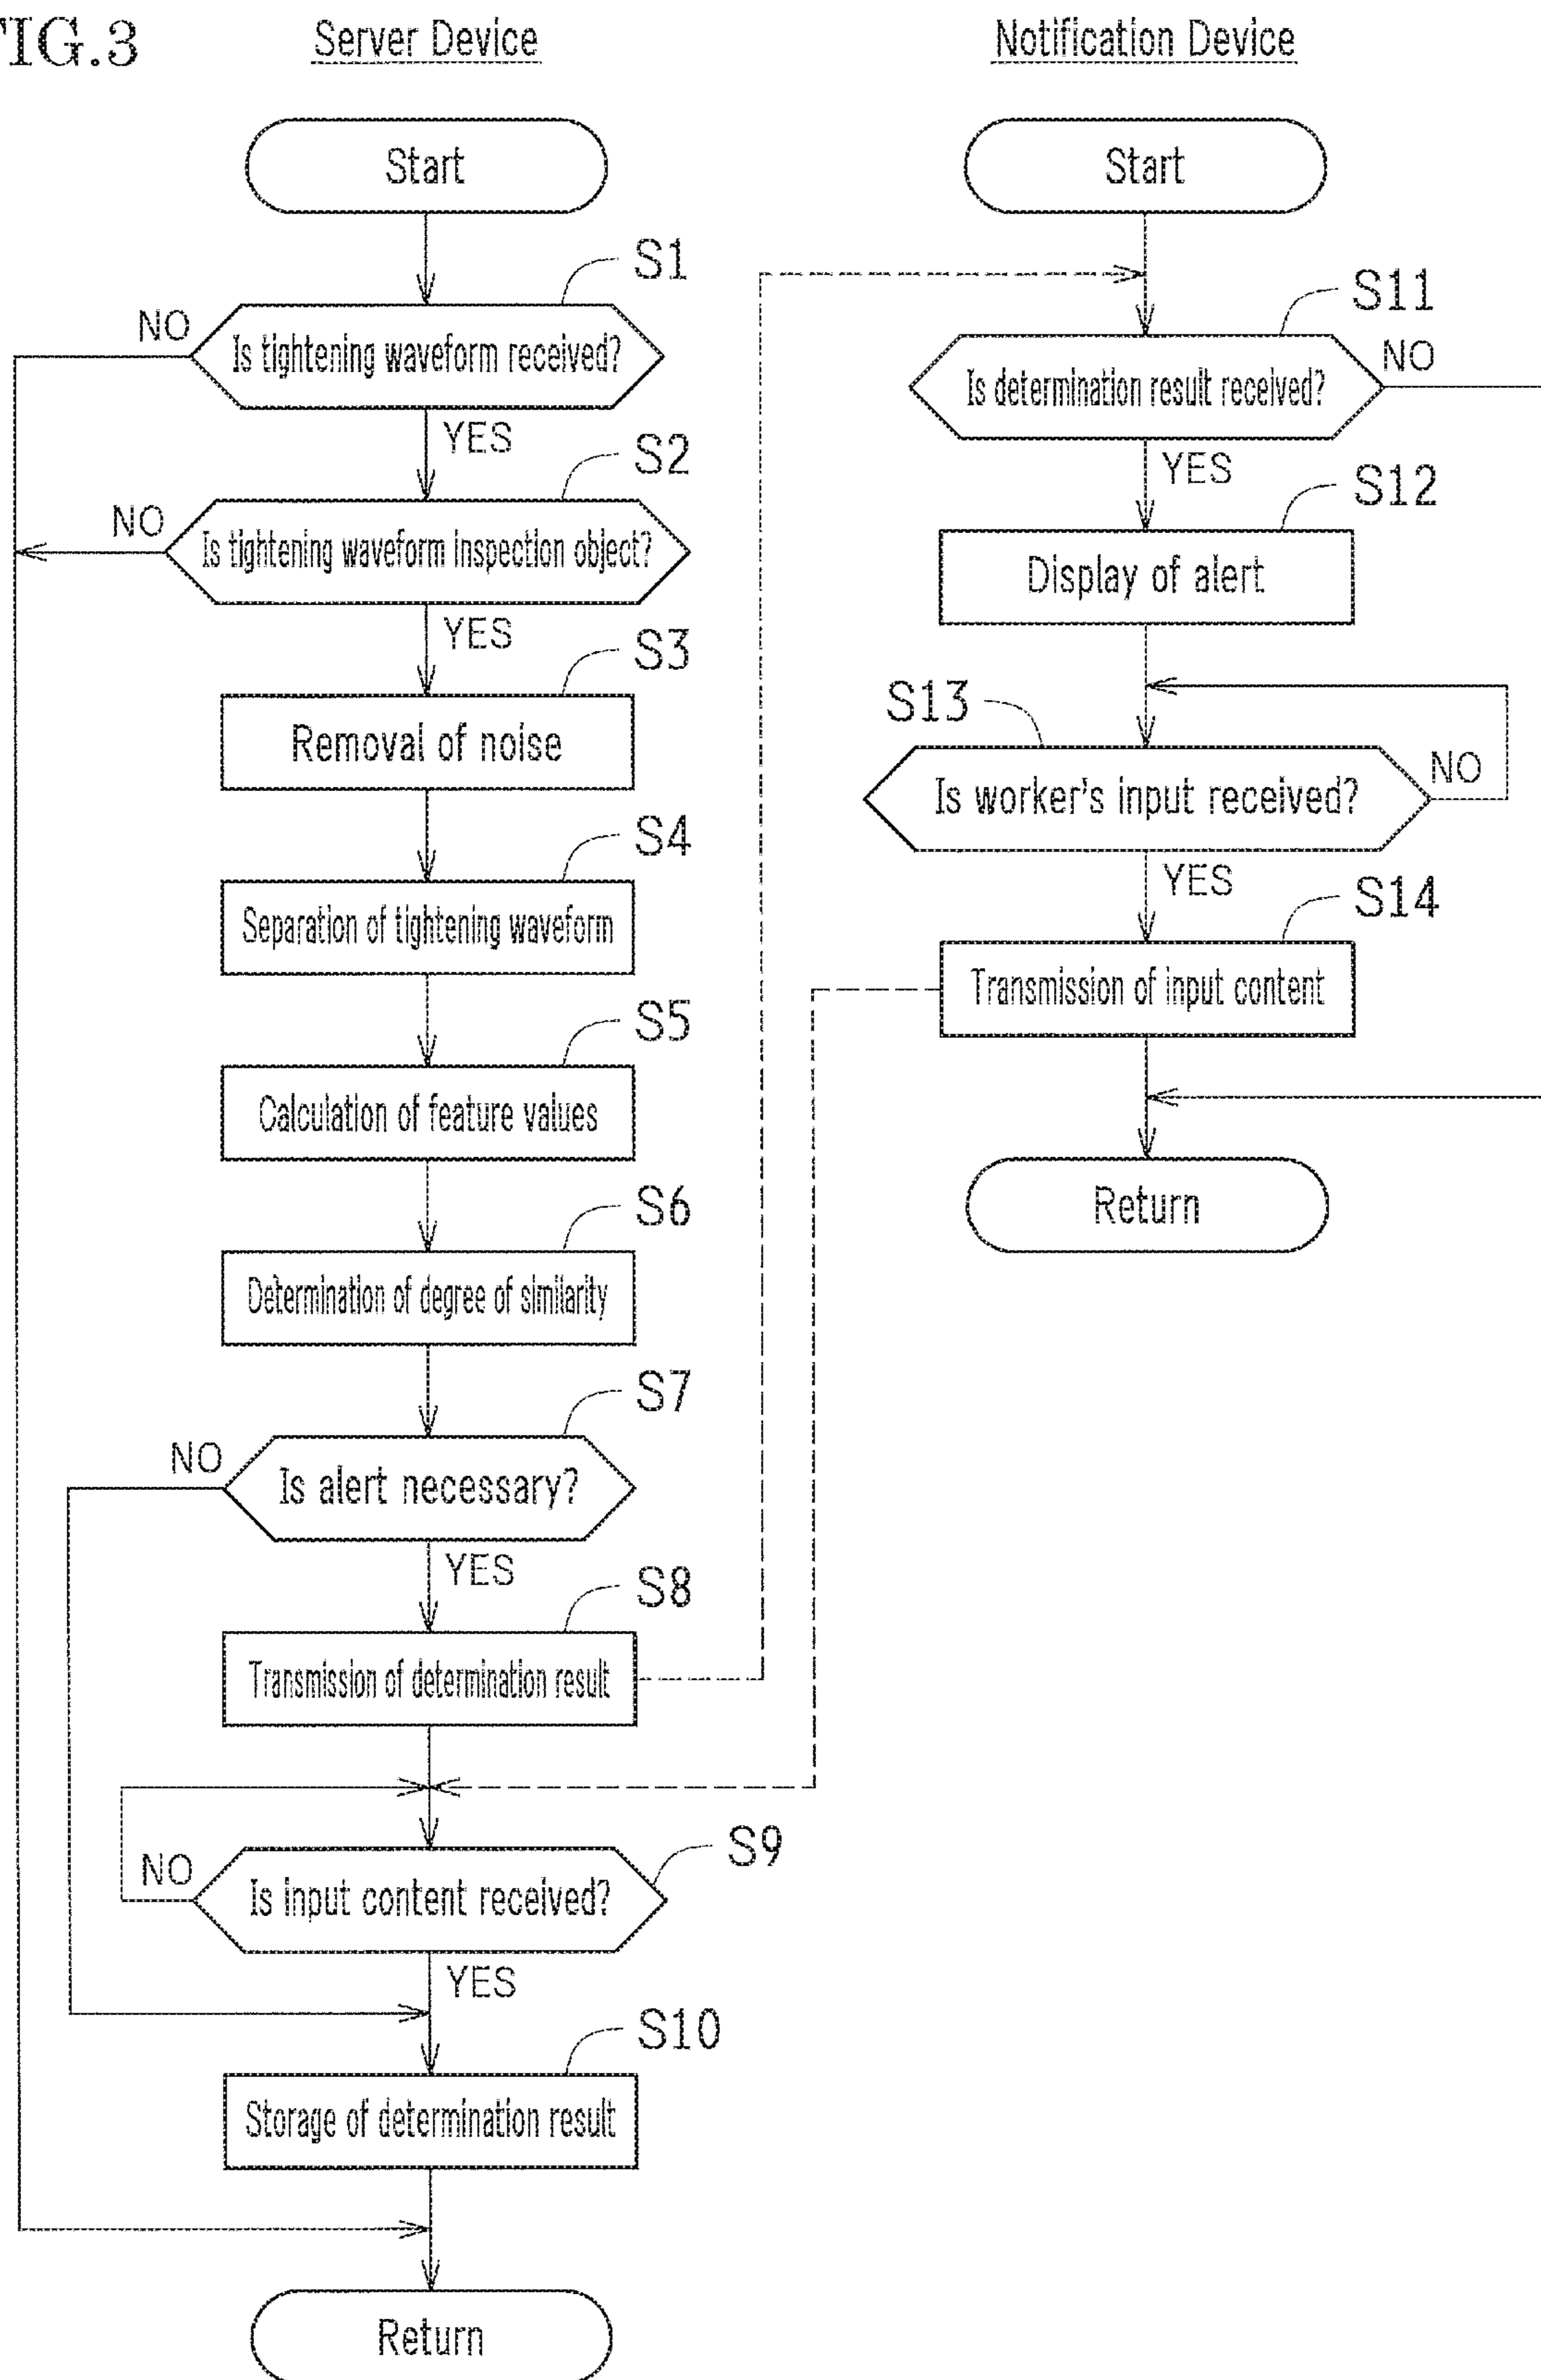 FIG.3
Server Device
Start
S1
NO
Is tightening waveform received?
YES
S2
NO
Is tightening waveform inspection object?
YES
S3
Removal of noise
S4
Separation of tightening waveform
S5
Calculation of feature values
S6
Determination of degree of similarity
S7
NO
Is alert necessary?
YES
S8
Transmission of determination result
S9
NO
Is input content received?
YES
S10
Storage of determination result
Return
Notification Device
Start
S11
NO
Is determination result received?
YES
S12
Display of alert
S13
NO
Is worker's input received?
YES
S14
Transmission of input content
Return